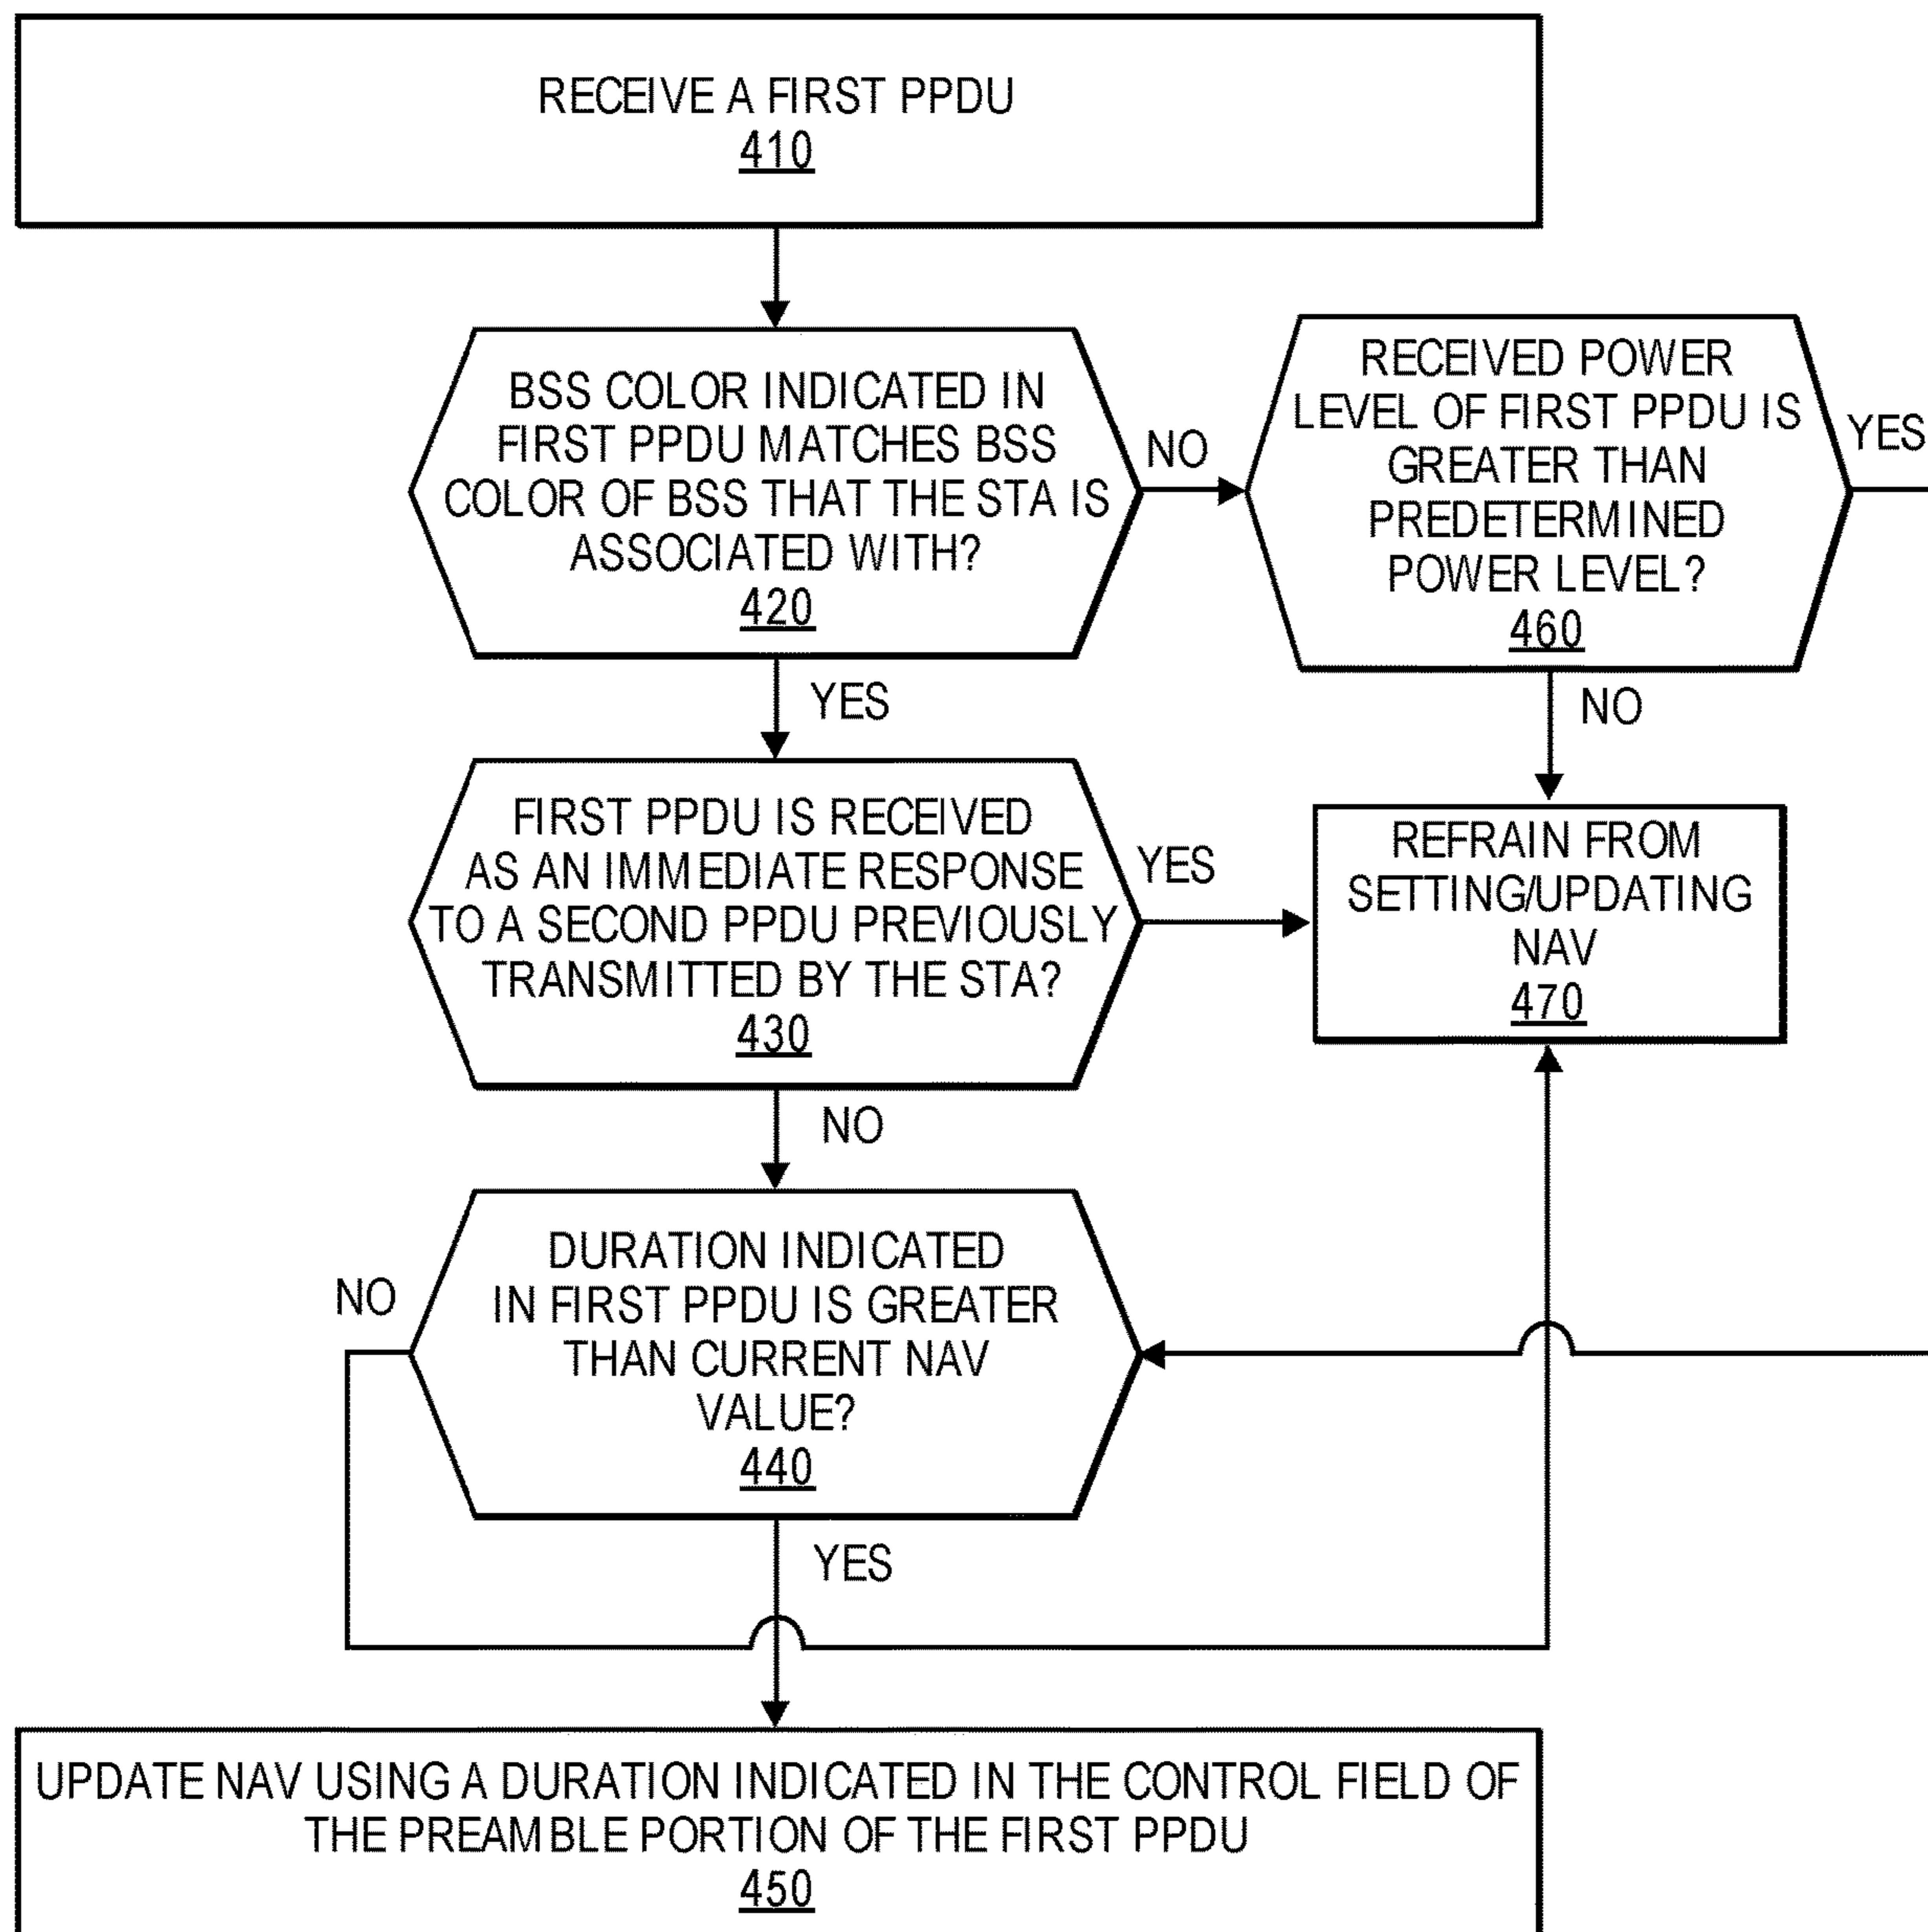 RECEIVE A FIRST PPDU
410
BSS COLOR INDICATED IN
FIRST PPDU MATCHES BSS
COLOR OF BSS THAT THE STA IS
ASSOCIATED WITH?
420
NO
RECEIVED POWER
LEVEL OF FIRST PPDU IS
GREATER THAN
PREDETERMINED
POWER LEVEL?
460
YES
YES
NO
FIRST PPDU IS RECEIVED
AS AN IMMEDIATE RESPONSE
TO A SECOND PPDU PREVIOUSLY
TRANSMITTED BY THE STA?
430
YES
REFRAIN FROM
SETTING/UPDATING
NAV
470
NO
DURATION INDICATED
IN FIRST PPDU IS GREATER
THAN CURRENT NAV
VALUE?
440
NO
YES
UPDATE NAV USING A DURATION INDICATED IN THE CONTROL FIELD OF
THE PREAMBLE PORTION OF THE FIRST PPDU
450